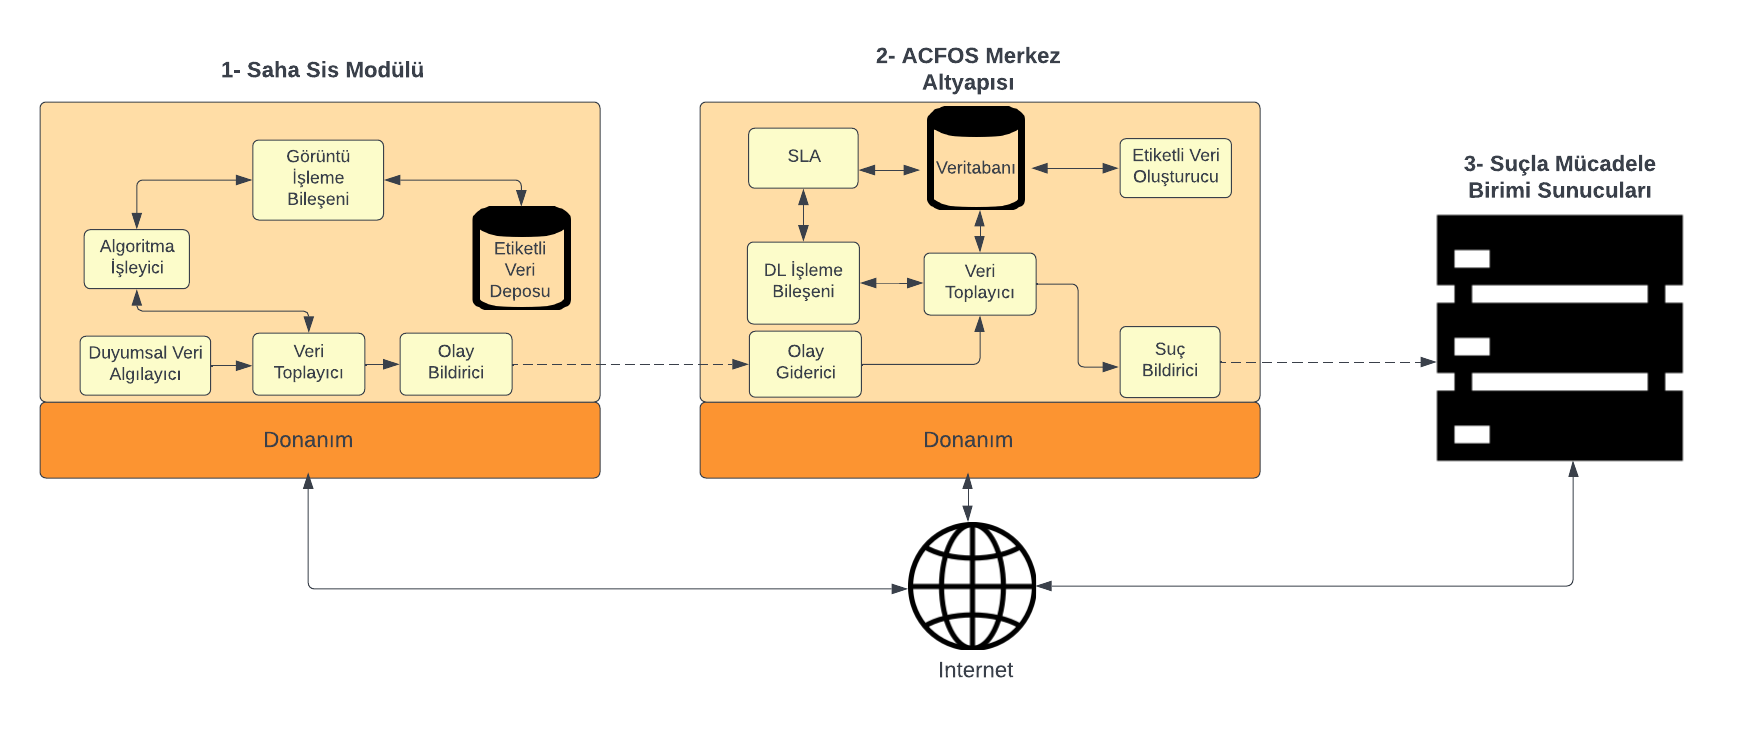 1- Saha Sis Modülü
Görüntü
İşleme
Bileşeni
Algoritma
İşleyici
Etiketli
Veri
Deposu
Duyumsal Veri
Algılayıcı
Veri
Toplayıcı
Olay
Bildirici
Donanım
2- ACFOS Merkez
Altyapısı
SLA
Veritabanı
Etiketli Veri
Oluşturucu
DL İşleme
Bileşeni
Veri
Toplayıcı
Olay
Giderici
Suç
Bildirici
Donanım
3- Suçla Mücadele
Birimi Sunucuları
Internet